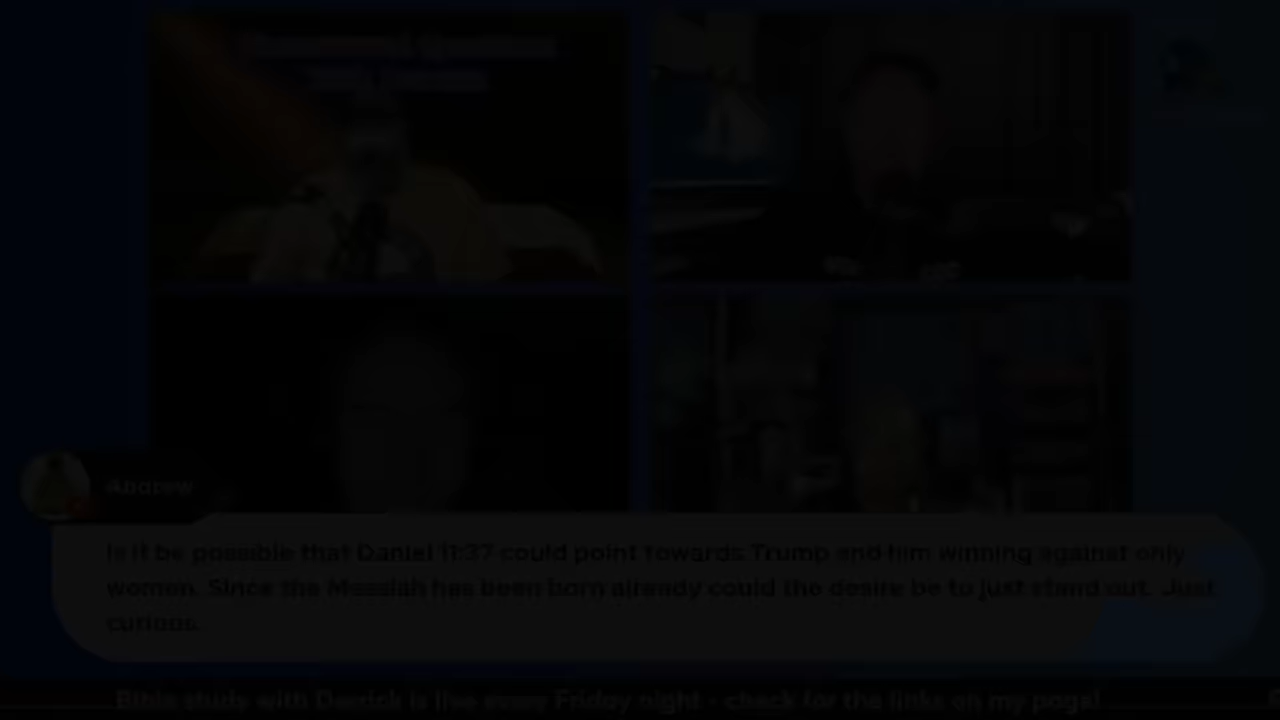 Andrew
Is it be possible that Daniel 11:37 could point towards Trump and him winning against only
women. Since the Messiah has been born already could the desire be to just stand out. Just
curious.
Bible study with Derrick is live every Friday night - check for the links on my page!